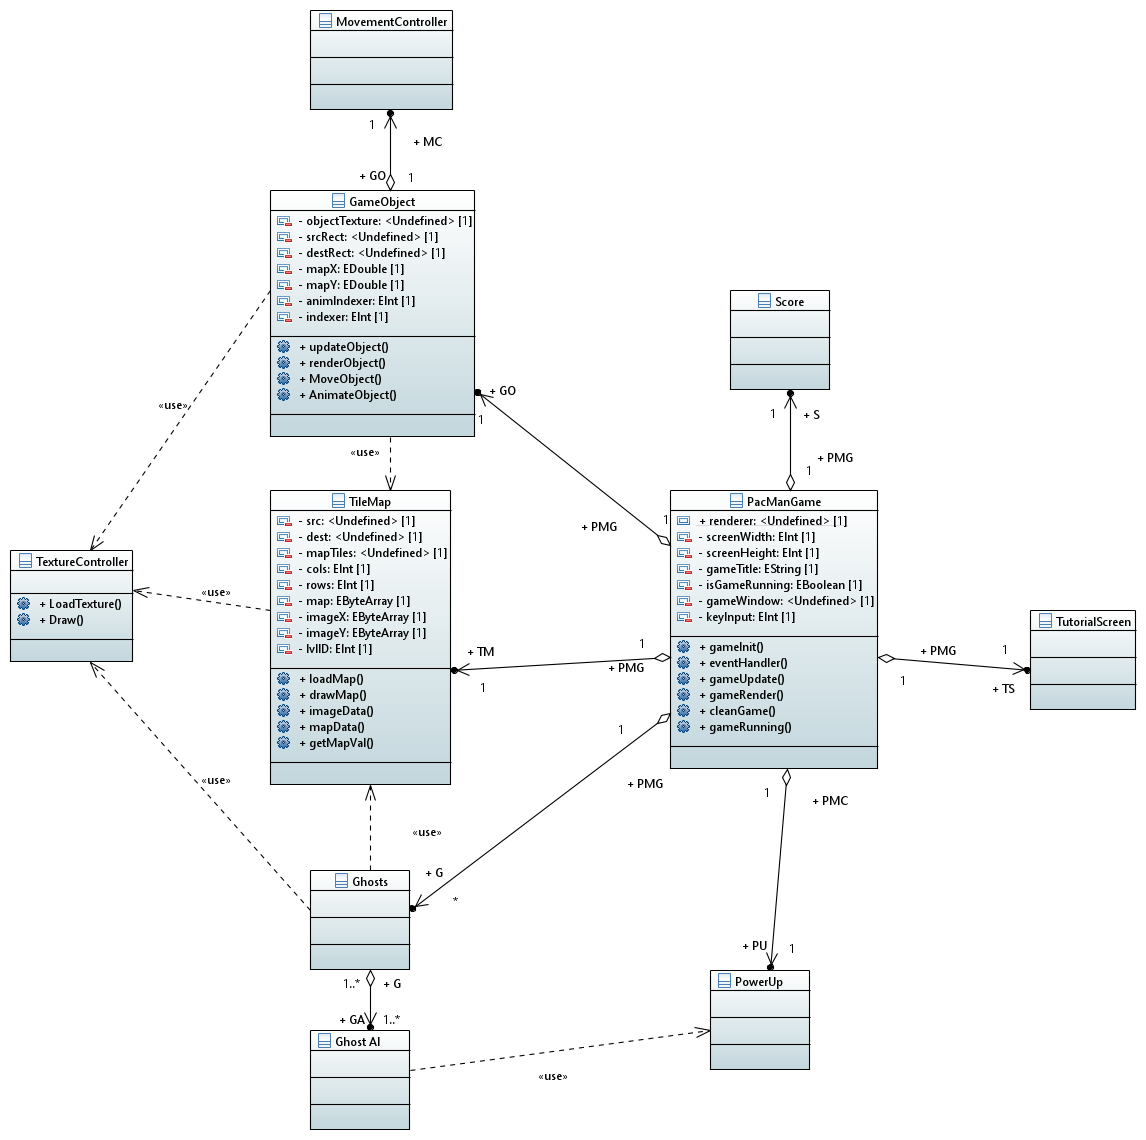 MovementController
1
+ MC
+ GO
1
GameObject
- objectTexture: <Undefined> [1]
- srcRect: <Undefined> [1]
- destRect: <Undefined> [1]
- mapX: EDouble [1]
- mapY: EDouble [1]
- animIndexer: EInt [1]
- indexer: EInt [1]
+ updateObject()
+ renderObject()
+ MoveObject()
+ AnimateObject()
+ GO
1
Score
1
+ S
+ PMG
1
«use»
«use»
TileMap
- src: <Undefined> [1]
- dest: <Undefined> [1]
- mapTiles: <Undefined> [1]
- cols: EInt [1]
- rows: EInt [1]
- map: EByteArray [1]
- imageX: EByteArray [1]
- imageY: EByteArray [1]
- lvlID: EInt [1]
+ loadMap()
+ drawMap()
+ imageData()
+ mapData()
+ getMapVal()
+ PMG
1
PacManGame
+ renderer: <Undefined> [1]
- screenWidth: EInt [1]
- screenHeight: EInt [1]
- gameTitle: EString [1]
- isGameRunning: EBoolean [1]
- gameWindow: <Undefined> [1]
- keyInput: EInt [1]
+ gameInit()
+ eventHandler()
+ gameUpdate()
+ gameRender()
+ cleanGame()
+ gameRunning()
TextureController
+ LoadTexture()
+ Draw()
«use»
+ TM
1
1
+ PMG
+ PMG
1
1
+ TS
TutorialScreen
1
+ PMG
1
+ PMC
«use»
«use»
Ghosts
+ G
*
1..*
+ G
+ GA
1..*
Ghost AI
«use»
+ PU
1
PowerUp